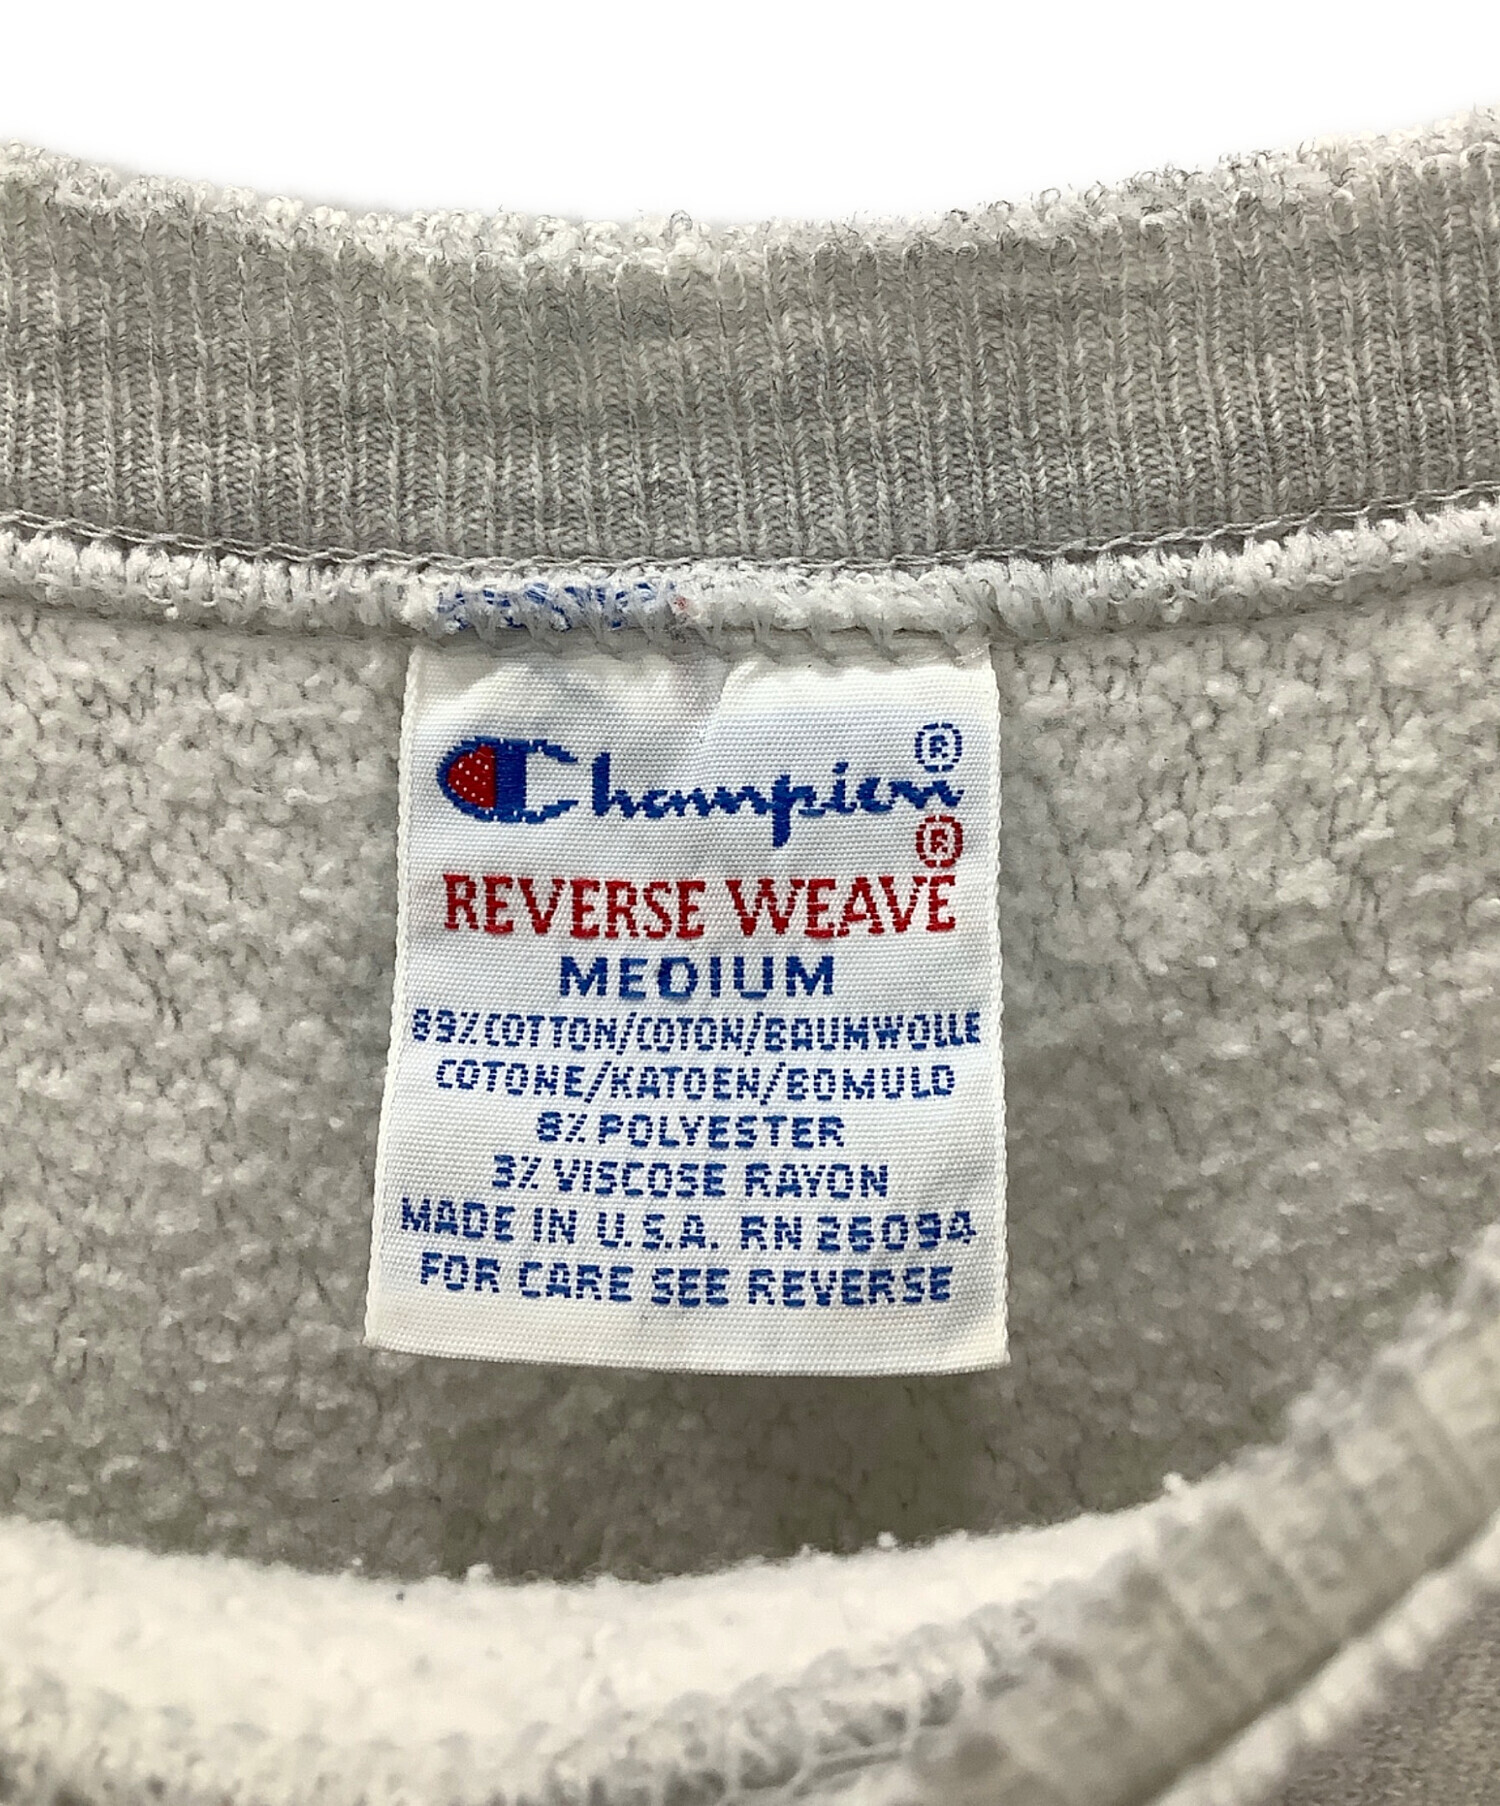 Champion®
®
REVERSE WEAVE
MEDIUM
89% COTTON/COTON/BAUMWOLLE
COTONE/KATOEN/BOMULD
8% POLYESTER
3% VISCOSE RAYON
MADE IN U.S.A. RN 26094
FOR CARE SEE REVERSE